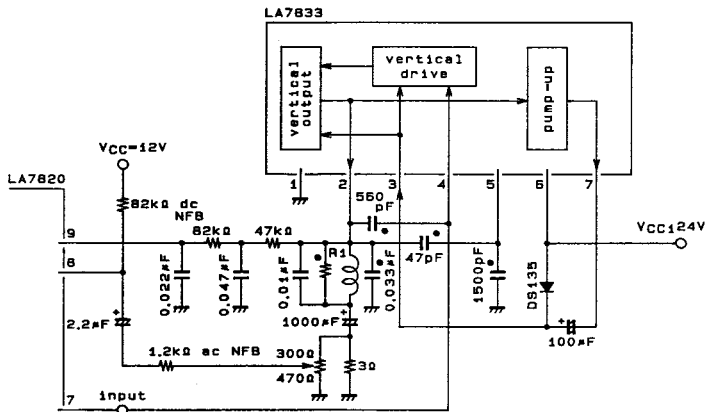 LA7833
vertical output
vertical drive
pump-up
VCC=12V
LA7820
1
2
3
4
5
6
7
560 pF
82kΩ dc NFB
9
82kΩ
47kΩ
R1
47pF
VCC1 24V
8
0.022μF
0.047μF
0.01μF
0.033μF
1500pF
DS135
2.2μF
+
1000μF
+
+
100μF
1.2kΩ ac NFB
300Ω
470Ω
3Ω
7
input